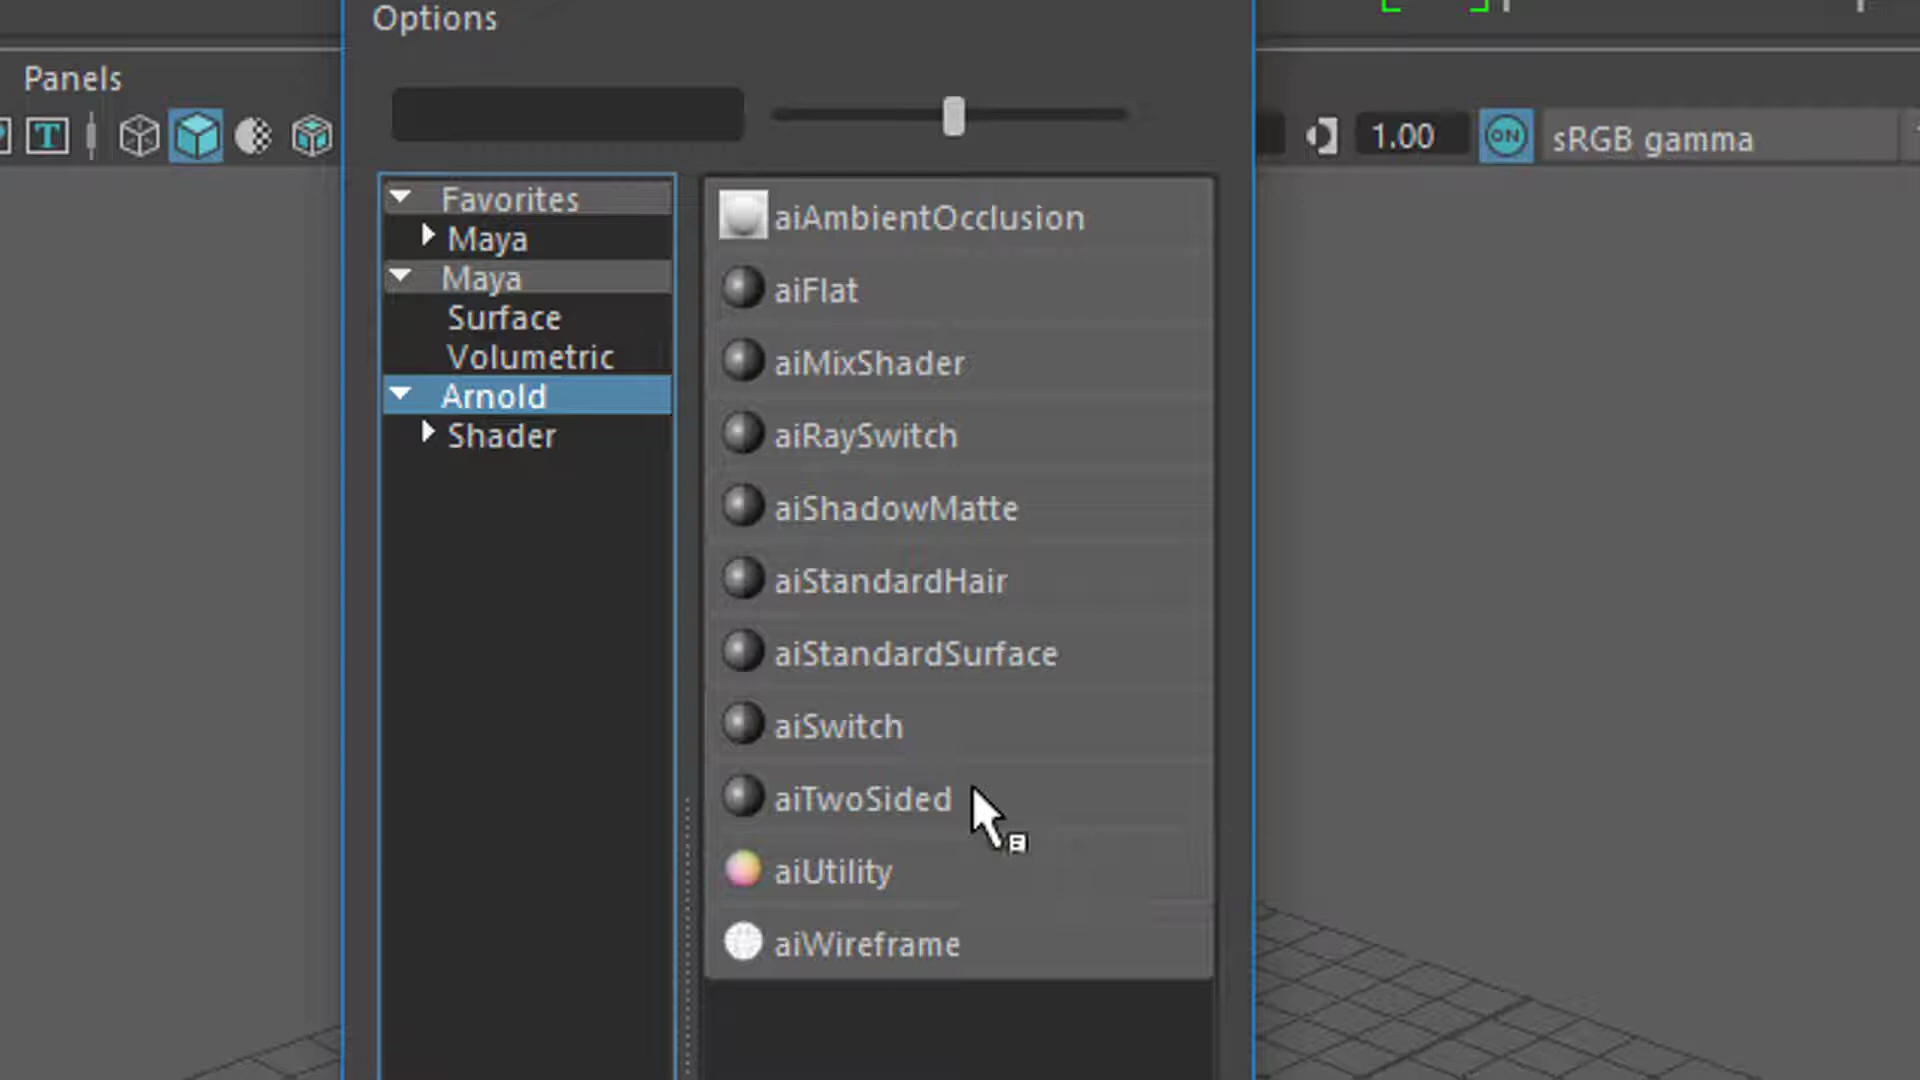 Options
Panels
T
1.00
ON
sRGB gamma
Favorites
Maya
Maya
Surface
Volumetric
Arnold
Shader
aiAmbientOcclusion
aiFlat
aiMixShader
aiRaySwitch
aiShadowMatte
aiStandardHair
aiStandardSurface
aiSwitch
aiTwoSided
aiUtility
aiWireframe